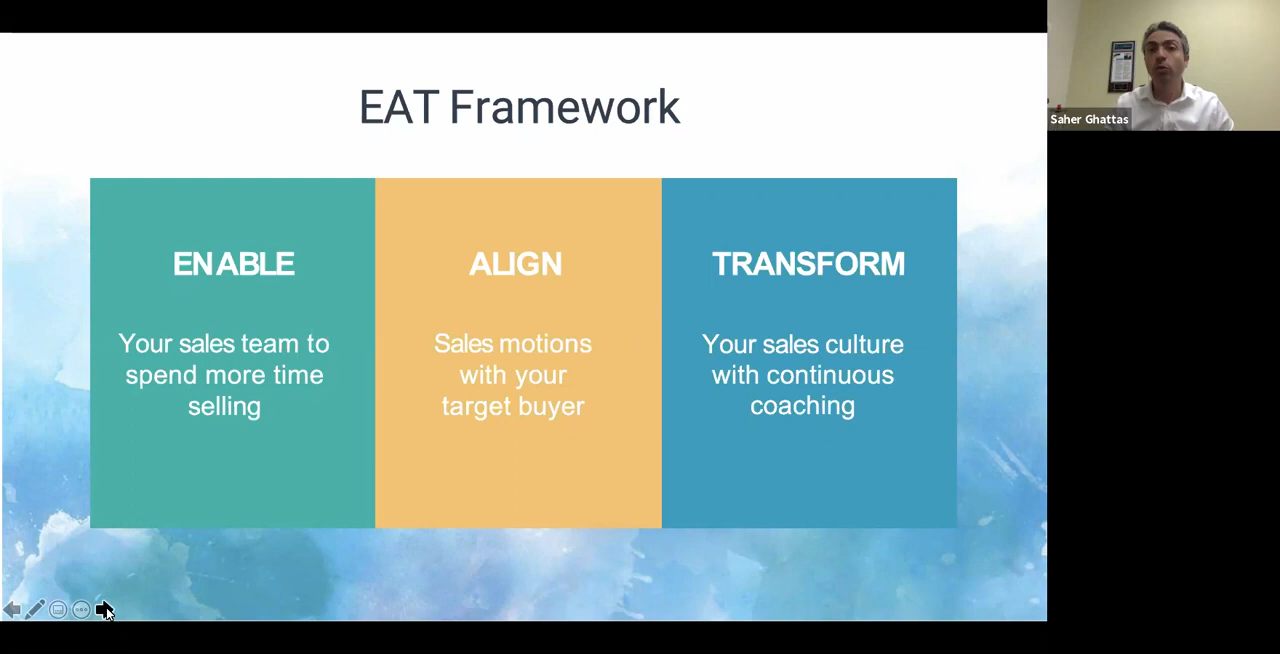 EAT Framework
ENABLE
Your sales team to
spend more time
selling
ALIGN
Sales motions
with your
target buyer
TRANSFORM
Your sales culture
with continuous
coaching
Saher Ghattas